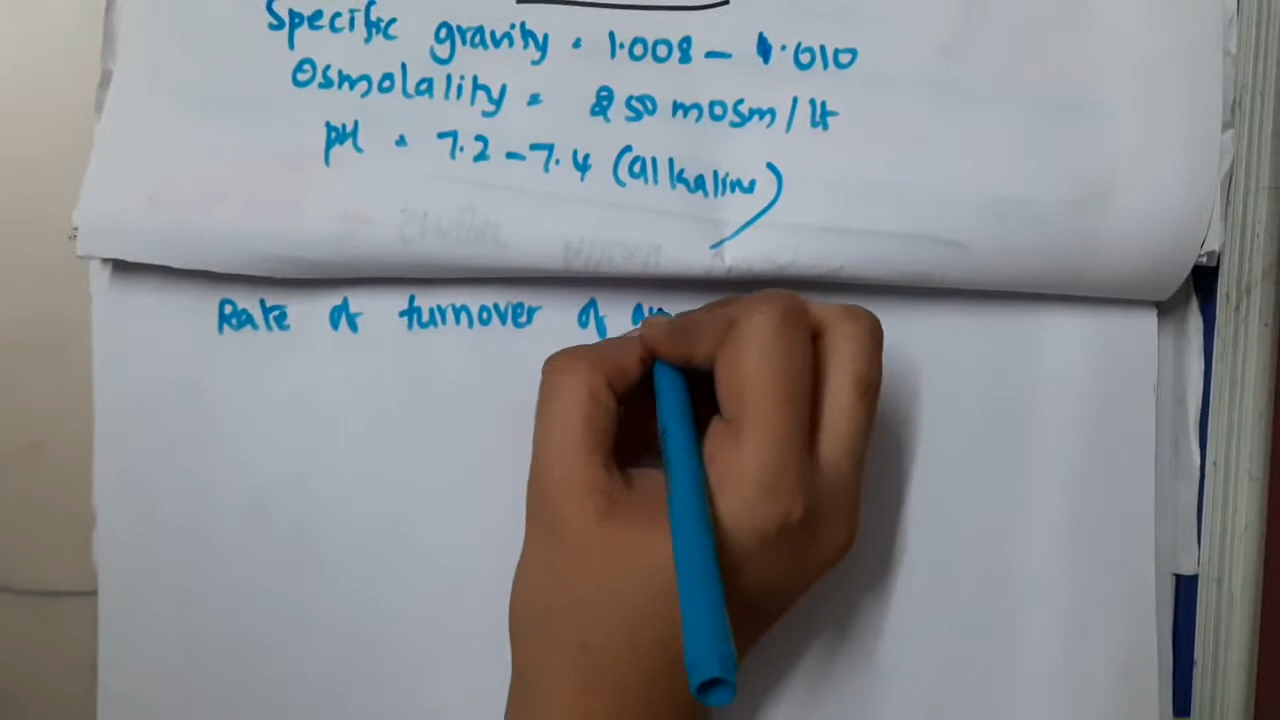 Specific gravity = 1.008 - 1.010
Osmolality = 250 mosm/lt
pH = 7.2 - 7.4 (alkaline)
Rate of turnover of